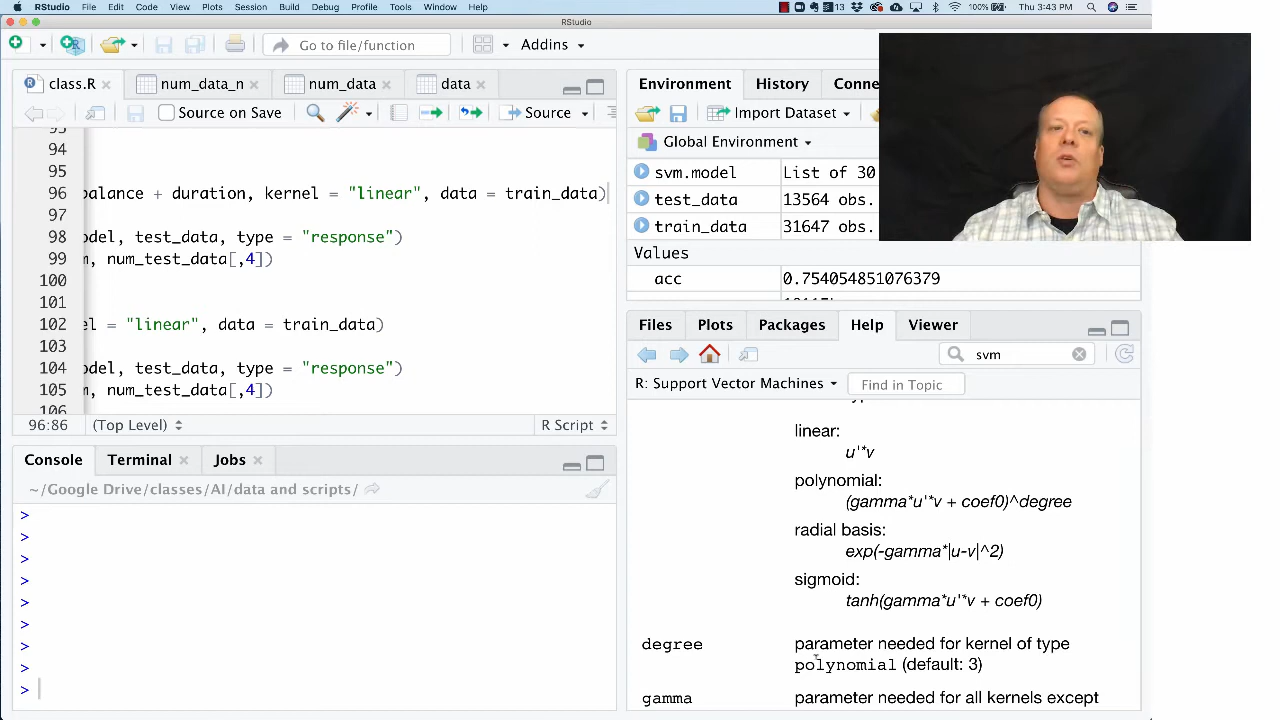 RStudio File Edit Code View Plots Session Build Debug Profile Tools Window Help
13 100% Thu 3:43 PM
RStudio
Go to file/function
Addins
class.R num_data_n num_data data
Source on Save
Source
93
94
95
96 balance + duration, kernel = "linear", data = train_data)
97
98 odel, test_data, type = "response")
99 n, num_test_data[,4])
100
101
102 el = "linear", data = train_data)
103
104 odel, test_data, type = "response")
105 n, num_test_data[,4])
106
96:86 (Top Level) R Script
Console Terminal Jobs
~/Google Drive/classes/AI/data and scripts/
>
>
>
>
>
>
>
>
>
Environment History Conne
Import Dataset
Global Environment
svm.model List of 30
test_data 13564 obs.
train_data 31647 obs.
Values
acc 0.754054851076379
Files Plots Packages Help Viewer
svm
R: Support Vector Machines Find in Topic
linear:
u'*v
polynomial:
(gamma*u'*v + coef0)^degree
radial basis:
exp(-gamma*|u-v|^2)
sigmoid:
tanh(gamma*u'*v + coef0)
degree parameter needed for kernel of type
polynomial (default: 3)
gamma parameter needed for all kernels except